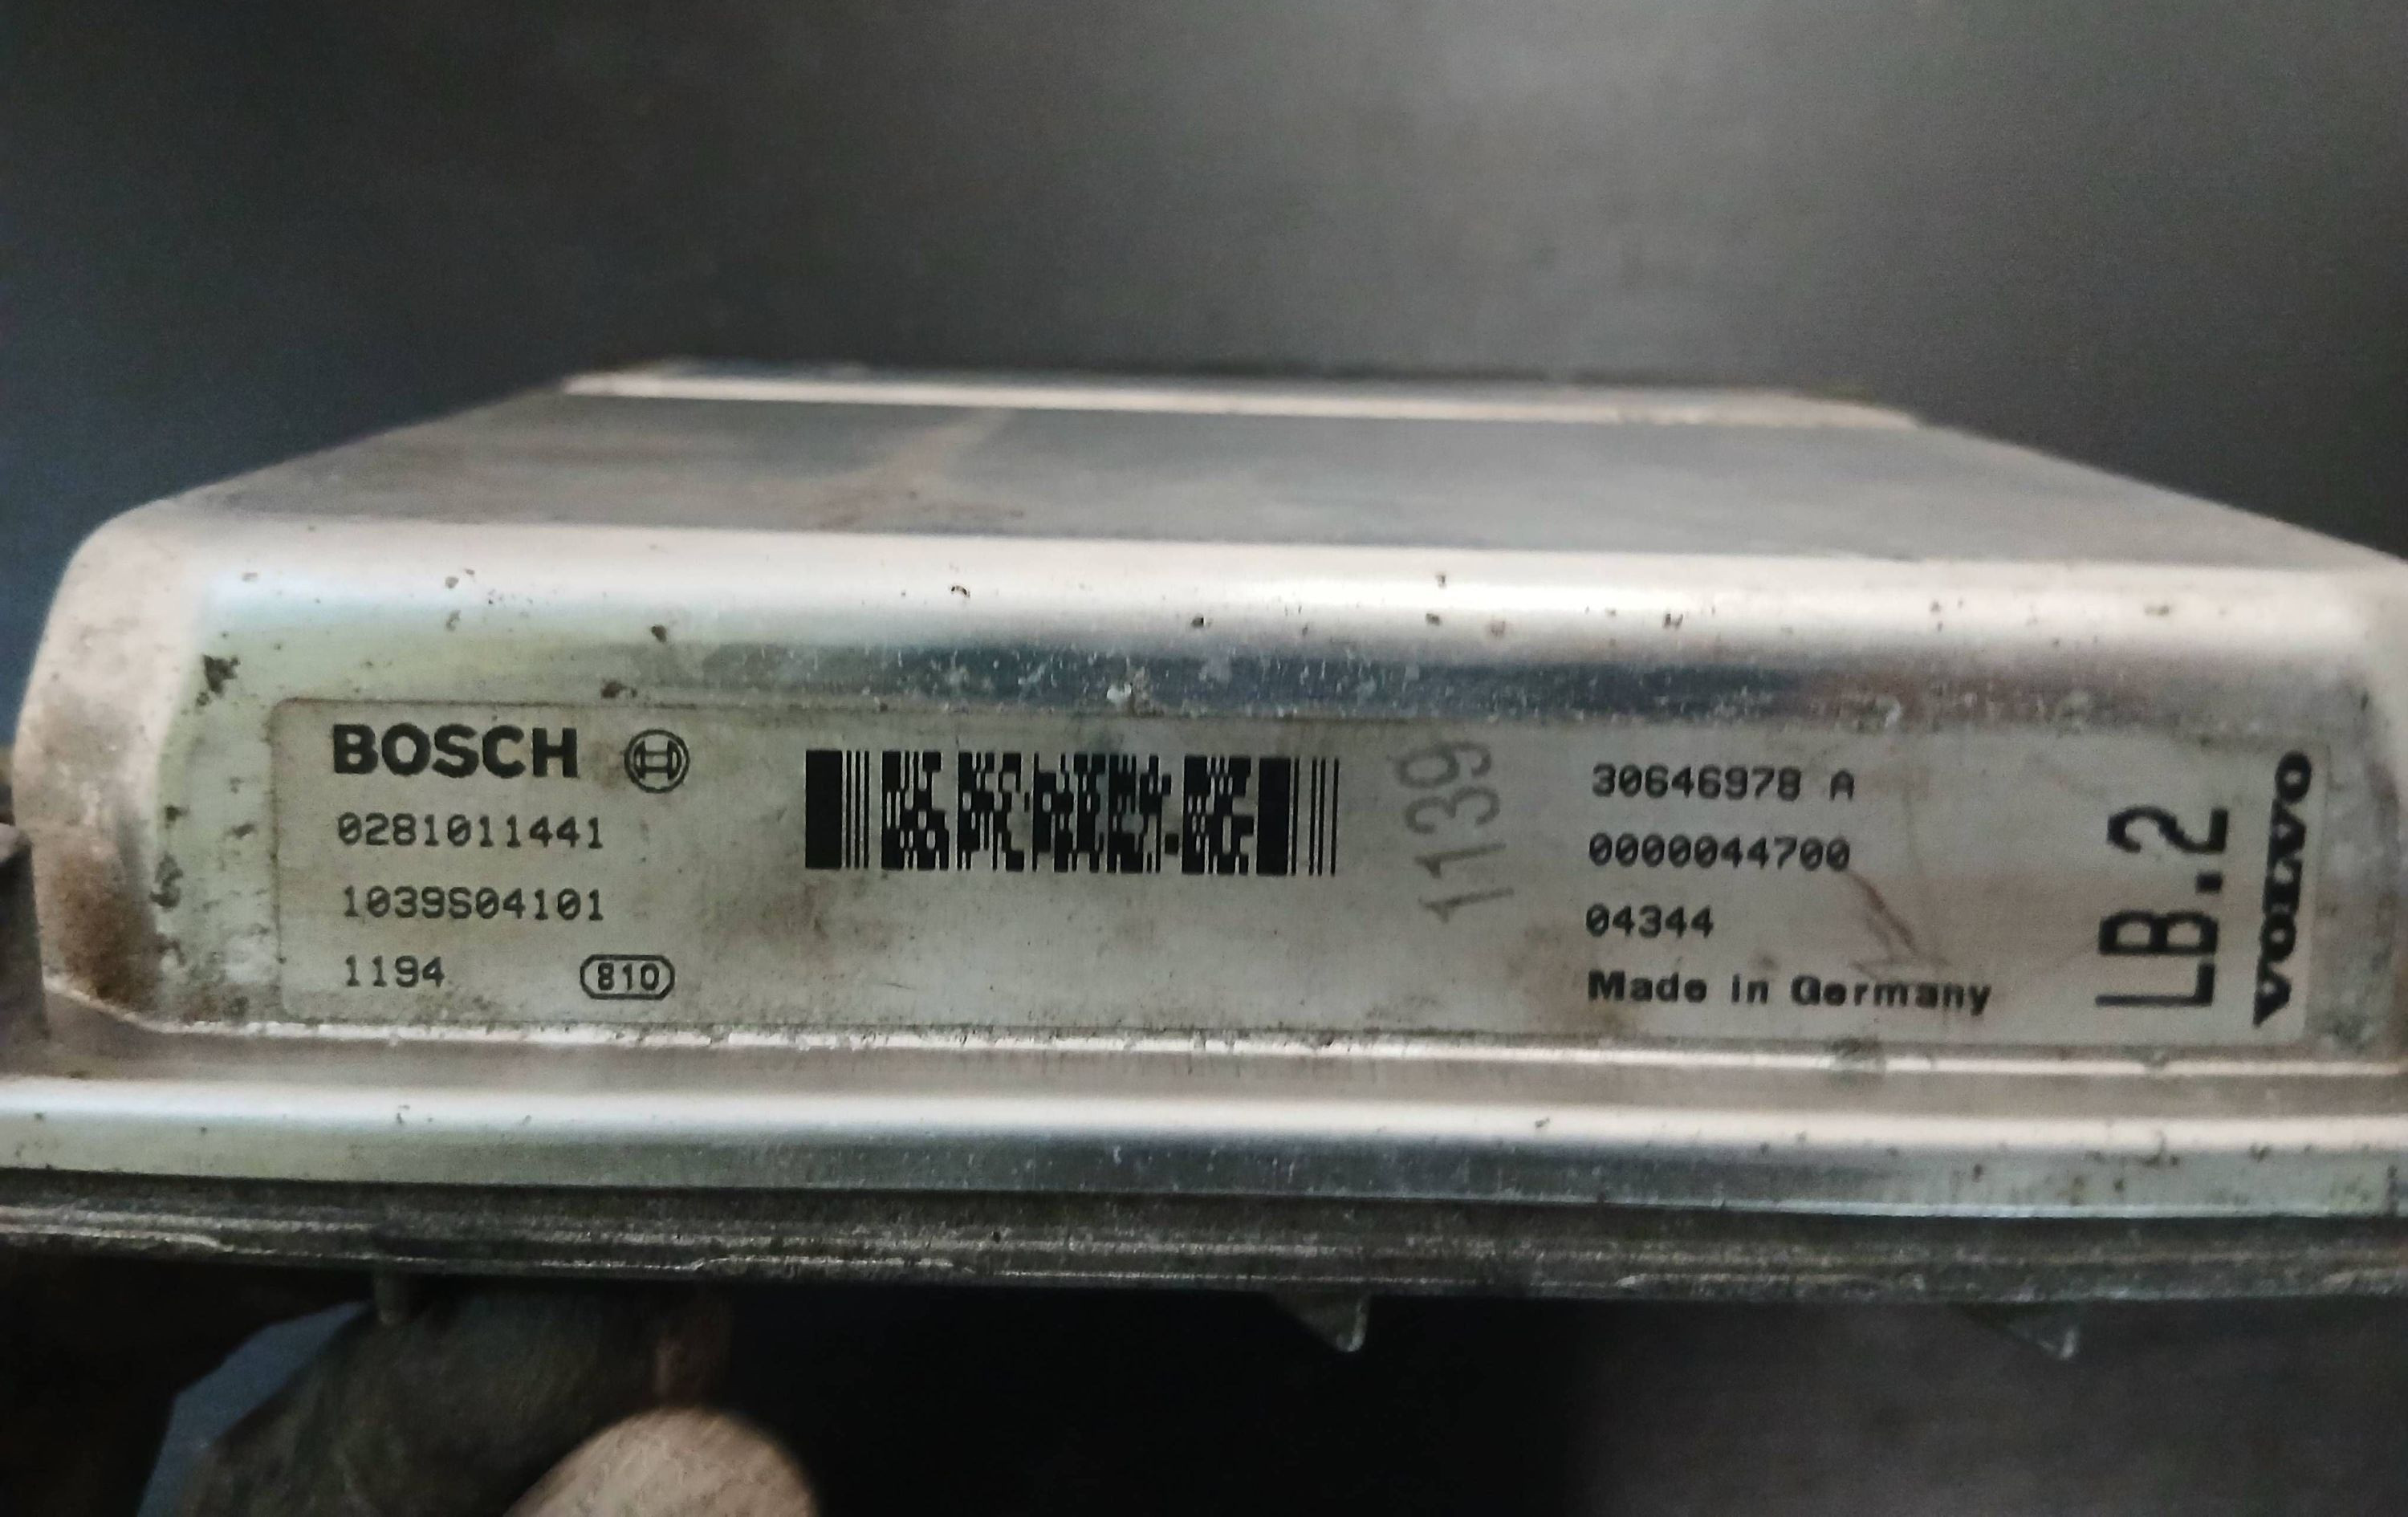 BOSCH
0281011441
1039S04101
1194 810
1139
30646978 A
0000044700
04344
Made in Germany
LB.2
VOLVO